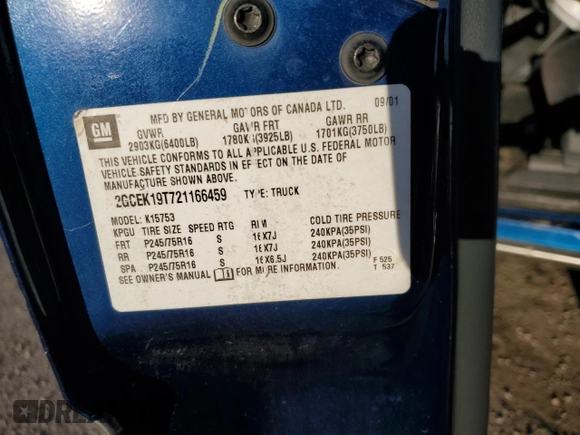 GM
MFD BY GENERAL MOTORS OF CANADA LTD. 09/01
GVWR GAWR FRT GAWR RR
2903KG(6400LB) 1780KG(3925LB) 1701KG(3750LB)
THIS VEHICLE CONFORMS TO ALL APPLICABLE U.S. FEDERAL MOTOR
VEHICLE SAFETY STANDARDS IN EFFECT ON THE DATE OF
MANUFACTURE SHOWN ABOVE.
2GCEK19T721166459 TYPE: TRUCK
MODEL: K15753
KPGU TIRE SIZE SPEED RTG RIM COLD TIRE PRESSURE
FRT P245/75R16 S 16X7J 240KPA(35PSI)
RR P245/75R16 S 16X7J 240KPA(35PSI)
SPA P245/75R16 S 16X6.5J 240KPA(35PSI) F 525
SEE OWNER'S MANUAL FOR MORE INFORMATION. T 537